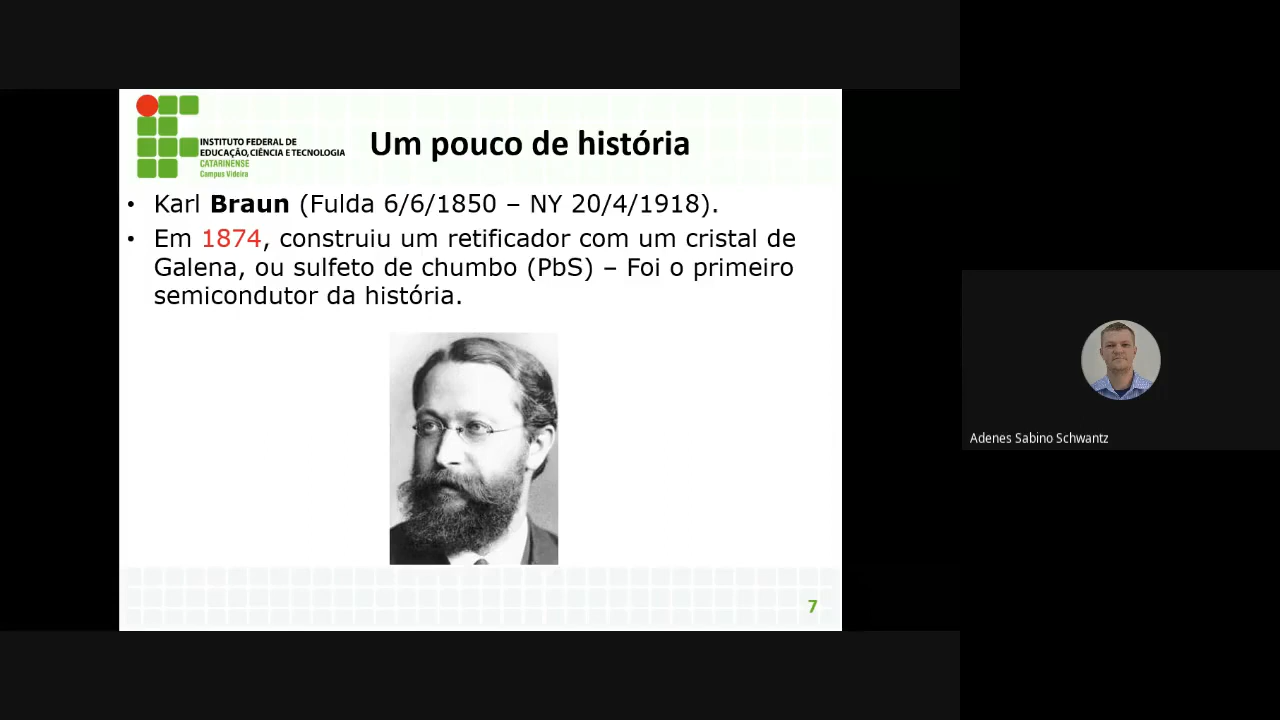 INSTITUTO FEDERAL DE
EDUCAÇÃO, CIÊNCIA E TECNOLOGIA
CATARINENSE
Campus Videira
Um pouco de história
• Karl Braun (Fulda 6/6/1850 – NY 20/4/1918).
• Em 1874, construiu um retificador com um cristal de
Galena, ou sulfeto de chumbo (PbS) – Foi o primeiro
semicondutor da história.
7
Adenes Sabino Schwantz